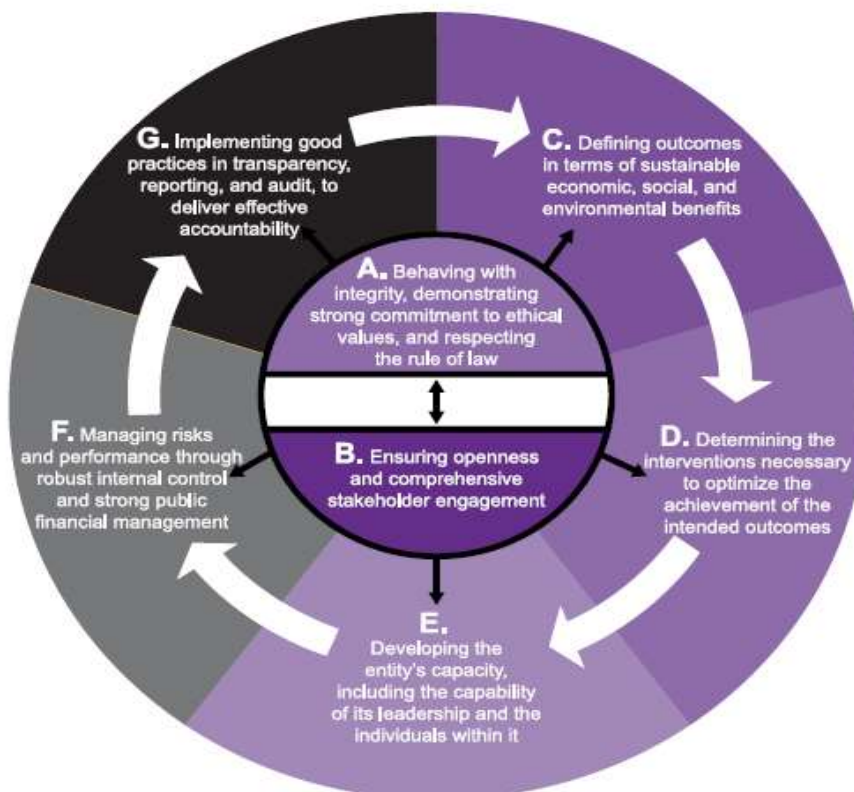 A. Behaving with
integrity, demonstrating
strong commitment to ethical
values, and respecting
the rule of law
B. Ensuring openness
and comprehensive
stakeholder engagement
C. Defining outcomes
in terms of sustainable
economic, social, and
environmental benefits
D. Determining the
interventions necessary
to optimize the
achievement of the
intended outcomes
E.
Developing the
entity's capacity,
including the capability
of its leadership and the
individuals within it
F. Managing risks
and performance through
robust internal control
and strong public
financial management
G. Implementing good
practices in transparency,
reporting, and audit, to
deliver effective
accountability